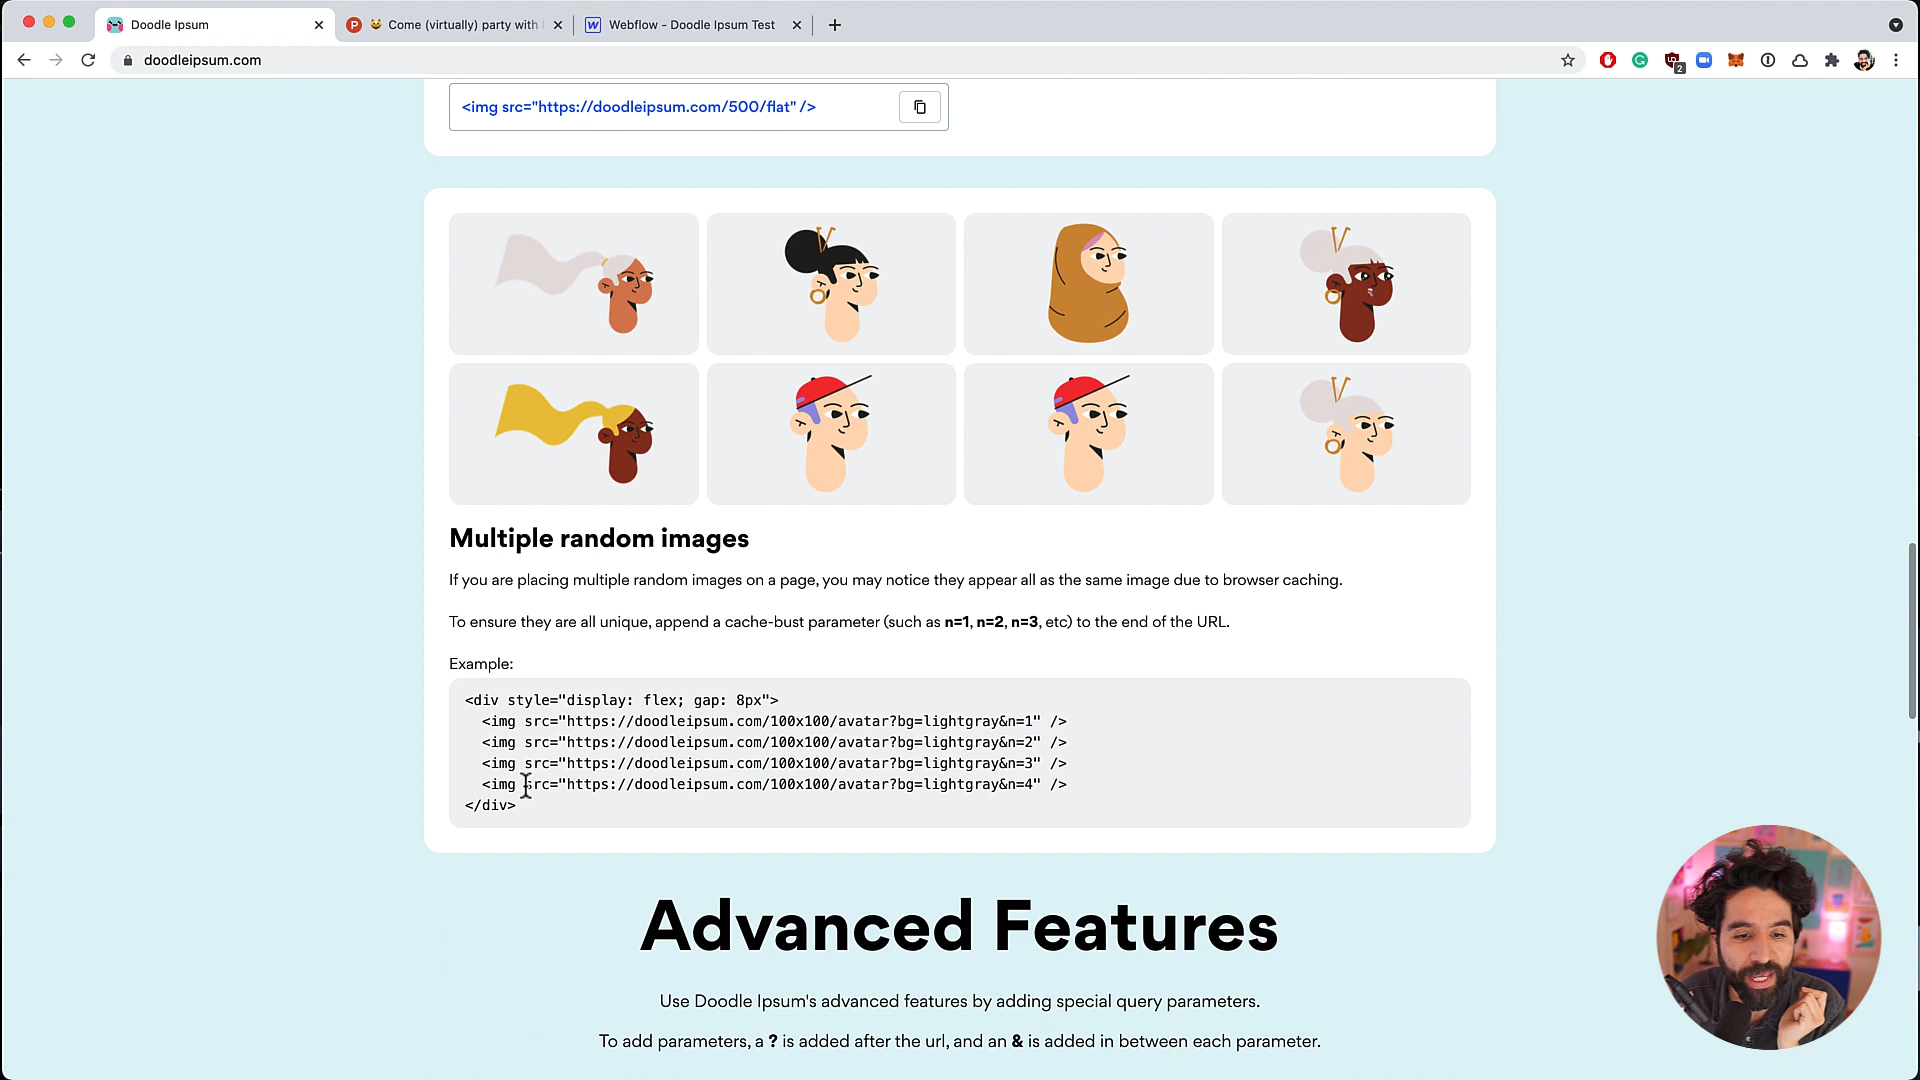 Doodle Ipsum
Come (virtually) party with
Webflow - Doodle Ipsum Test
doodleipsum.com
2
<img src="https://doodleipsum.com/500/flat" />
Multiple random images
If you are placing multiple random images on a page, you may notice they appear all as the same image due to browser caching.
To ensure they are all unique, append a cache-bust parameter (such as n=1, n=2, n=3, etc) to the end of the URL.
Example:
<div style="display: flex; gap: 8px">
<img src="https://doodleipsum.com/100x100/avatar?bg=lightgray&n=1" />
<img src="https://doodleipsum.com/100x100/avatar?bg=lightgray&n=2" />
<img src="https://doodleipsum.com/100x100/avatar?bg=lightgray&n=3" />
<img src="https://doodleipsum.com/100x100/avatar?bg=lightgray&n=4" />
</div>
Advanced Features
Use Doodle Ipsum's advanced features by adding special query parameters.
To add parameters, a ? is added after the url, and an & is added in between each parameter.